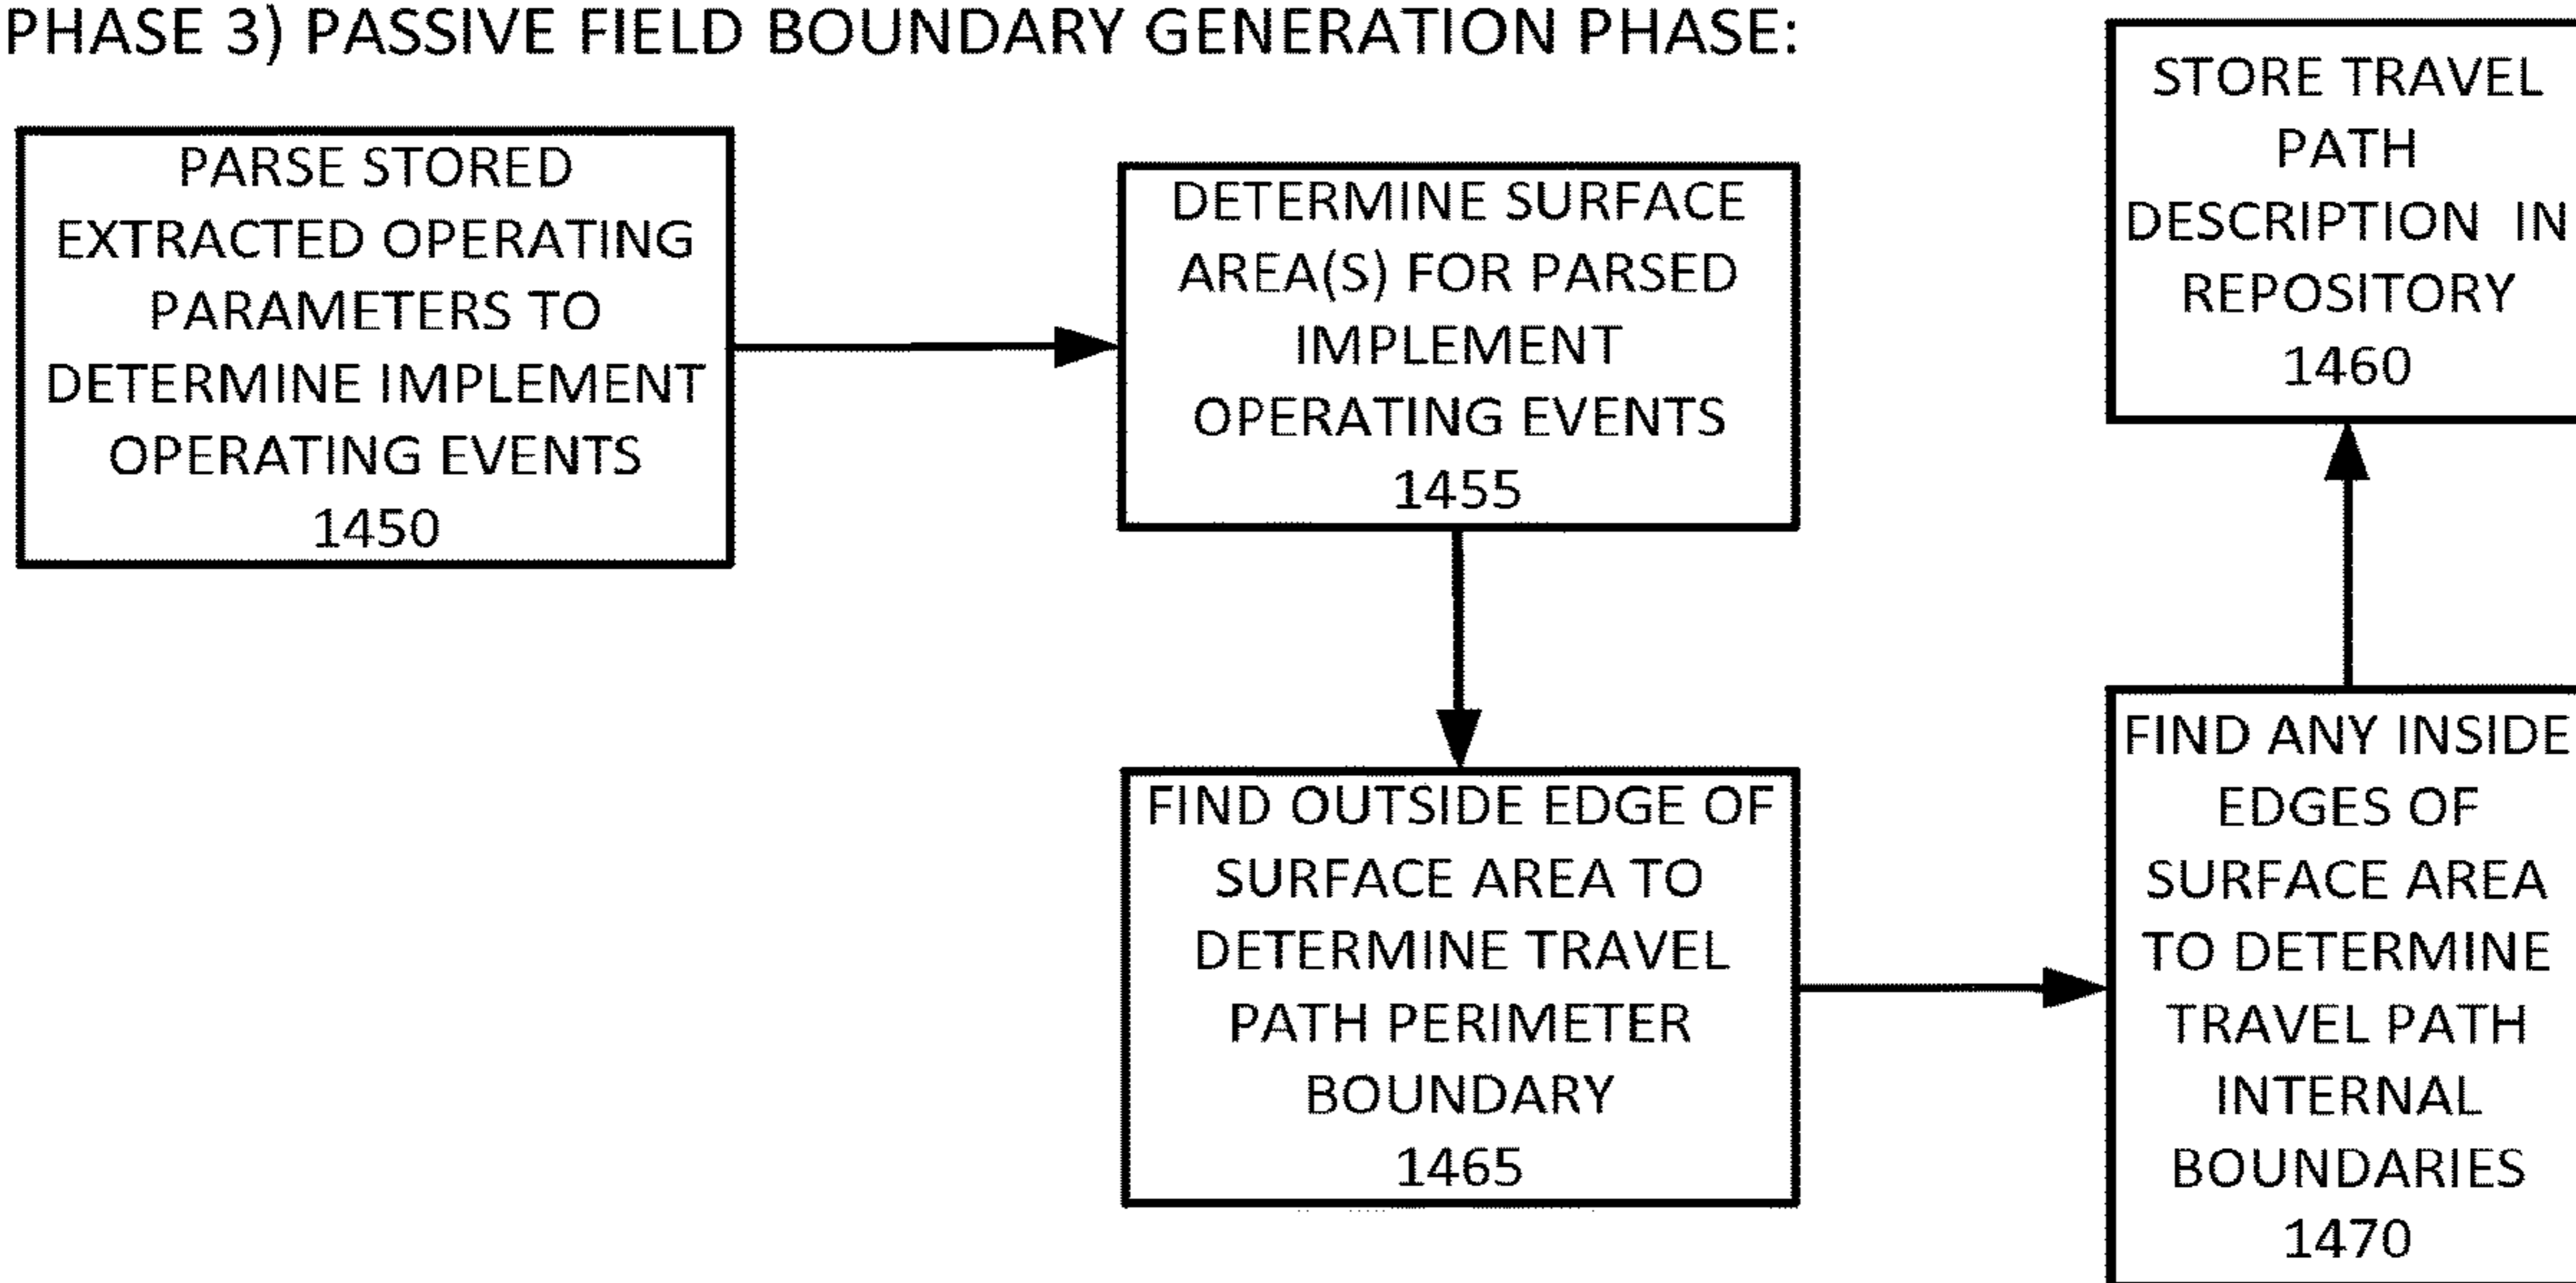 PHASE 3) PASSIVE FIELD BOUNDARY GENERATION PHASE:
PARSE STORED
EXTRACTED OPERATING
PARAMETERS TO
DETERMINE IMPLEMENT
OPERATING EVENTS
1450
DETERMINE SURFACE
AREA(S) FOR PARSED
IMPLEMENT
OPERATING EVENTS
1455
FIND OUTSIDE EDGE OF
SURFACE AREA TO
DETERMINE TRAVEL
PATH PERIMETER
BOUNDARY
1465
FIND ANY INSIDE
EDGES OF
SURFACE AREA
TO DETERMINE
TRAVEL PATH
INTERNAL
BOUNDARIES
1470
STORE TRAVEL
PATH
DESCRIPTION IN
REPOSITORY
1460